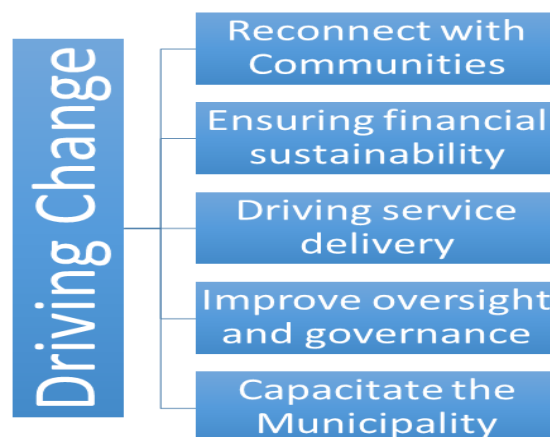 Driving Change
Reconnect with
Communities
Ensuring financial
sustainability
Driving service
delivery
Improve oversight
and governance
Capacitate the
Municipality